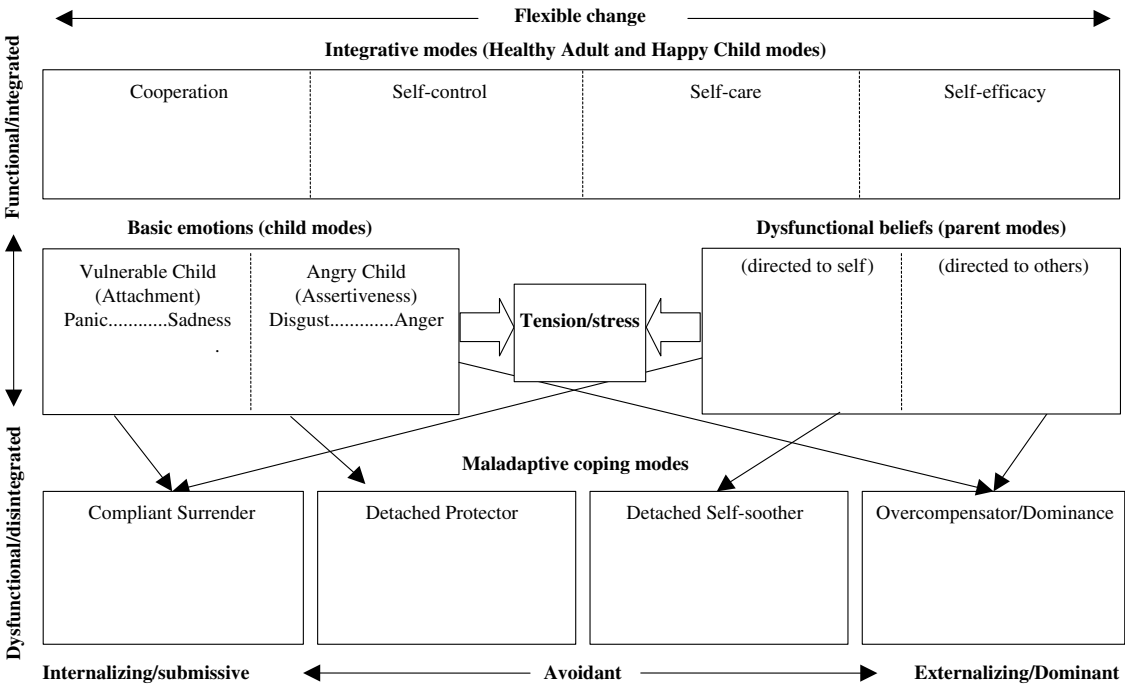 Flexible change
Integrative modes (Healthy Adult and Happy Child modes)
Functional/integrated
Cooperation
Self-control
Self-care
Self-efficacy
Basic emotions (child modes)
Dysfunctional beliefs (parent modes)
Vulnerable Child
(Attachment)
Panic............Sadness
.
Angry Child
(Assertiveness)
Disgust.............Anger
Tension/stress
(directed to self)
(directed to others)
Dysfunctional/disintegrated
Maladaptive coping modes
Compliant Surrender
Detached Protector
Detached Self-soother
Overcompensator/Dominance
Internalizing/submissive
Avoidant
Externalizing/Dominant